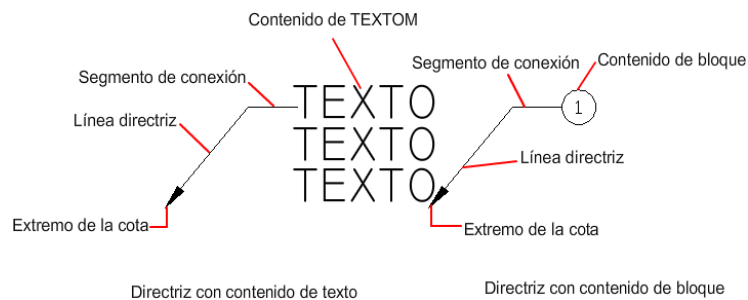 Contenido de TEXTOM
Segmento de conexión
Línea directriz
TEXTO
TEXTO
TEXTO
Extremo de la cota
Directriz con contenido de texto
Segmento de conexión
Contenido de bloque
1
Línea directriz
Extremo de la cota
Directriz con contenido de bloque